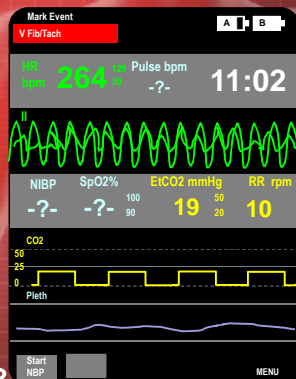 Mark Event
A B
V Fib/Tach
HR
bpm
264
120
50
Pulse bpm
-?-
11:02
II
NIBP
-?-
SpO2%
-?-
100
90
EtCO2 mmHg
19
50
20
RR rpm
10
CO2
50
25
0
Pleth
Start
NBP
MENU